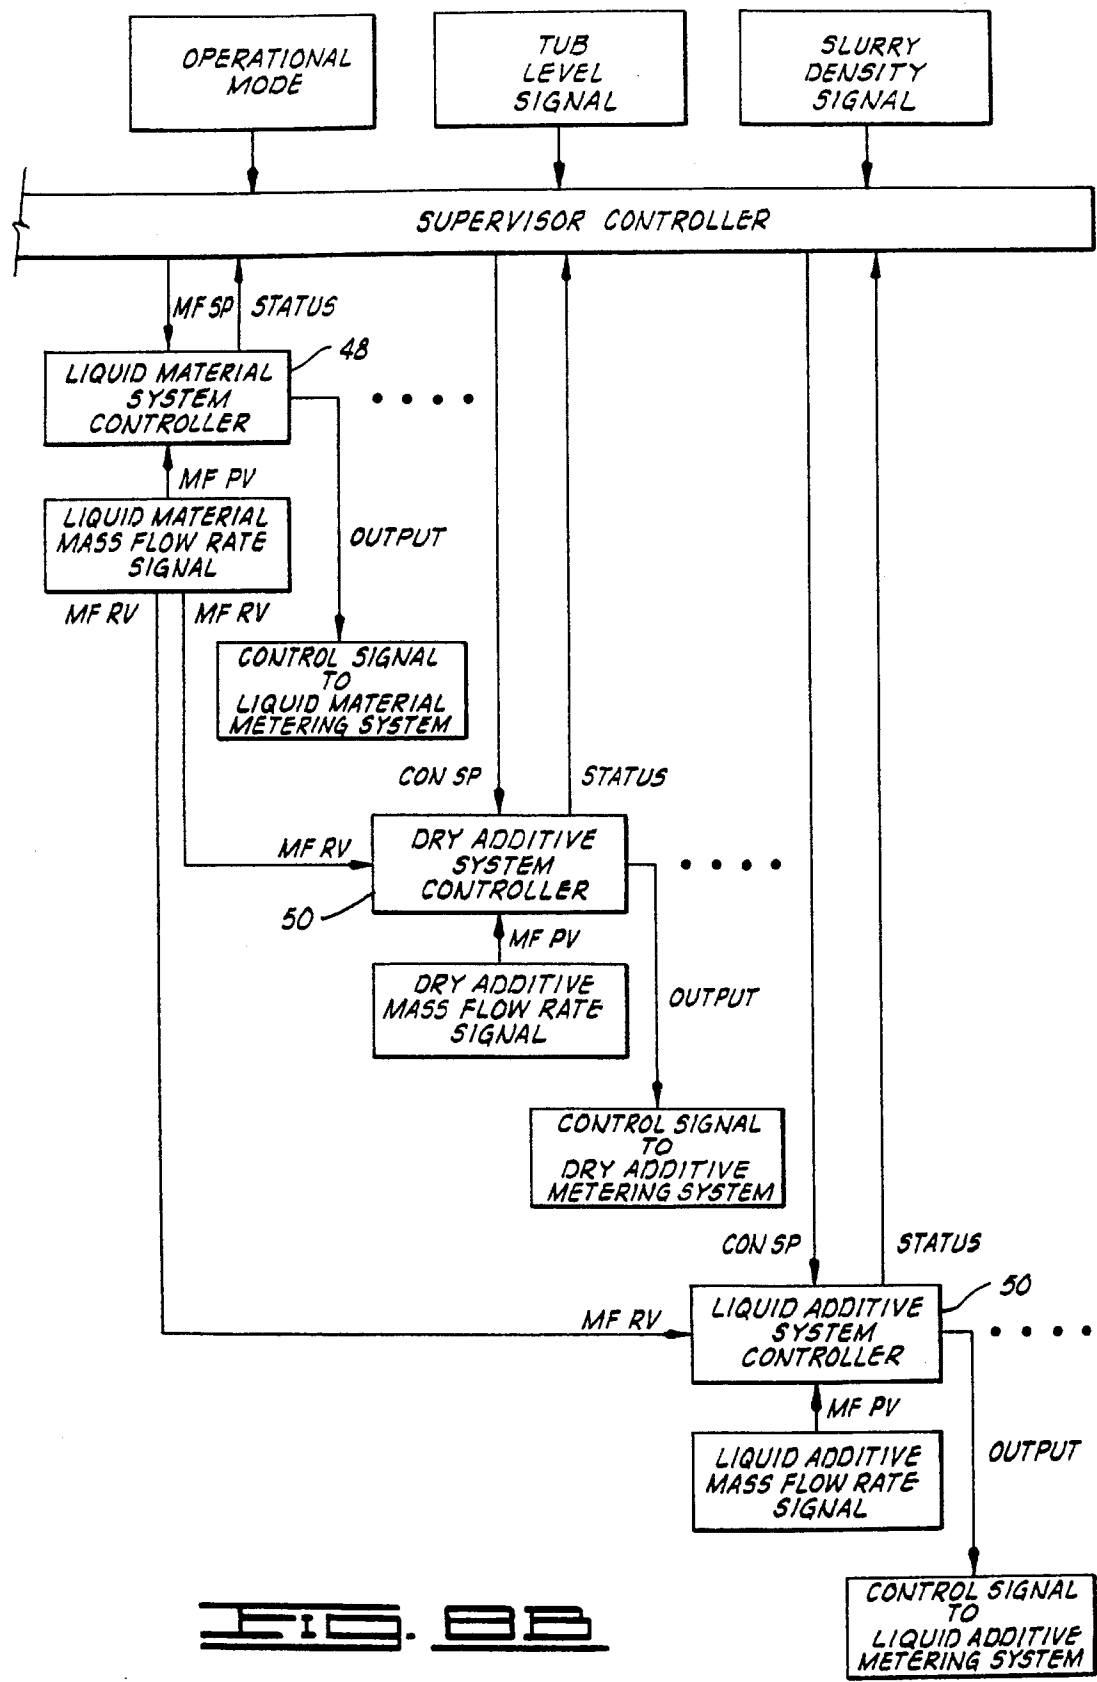 OPERATIONAL
MODE
TUB
LEVEL
SIGNAL
SLURRY
DENSITY
SIGNAL
SUPERVISOR CONTROLLER
MF SP
STATUS
48
LIQUID MATERIAL
SYSTEM
CONTROLLER
MF PV
LIQUID MATERIAL
MASS FLOW RATE
SIGNAL
OUTPUT
MF RV
MF RV
CONTROL SIGNAL
TO
LIQUID MATERIAL
METERING SYSTEM
CON SP
STATUS
MF RV
DRY ADDITIVE
SYSTEM
CONTROLLER
50
MF PV
DRY ADDITIVE
MASS FLOW RATE
SIGNAL
OUTPUT
CONTROL SIGNAL
TO
DRY ADDITIVE
METERING SYSTEM
CON SP
STATUS
50
MF RV
LIQUID ADDITIVE
SYSTEM
CONTROLLER
MF PV
LIQUID ADDITIVE
MASS FLOW RATE
SIGNAL
OUTPUT
CONTROL SIGNAL
TO
LIQUID ADDITIVE
METERING SYSTEM
FIG. 8B